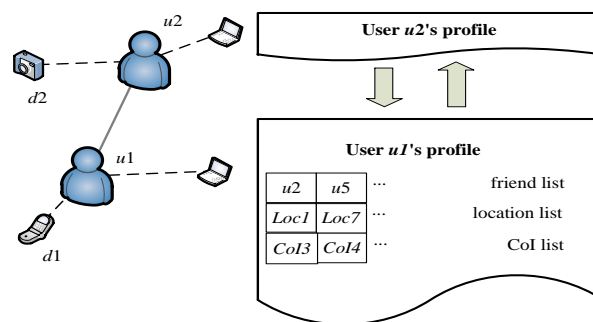 u2
d2
u1
d1
User u2's profile
User u1's profile
u2 u5 ... friend list
Loc1 Loc7 ... location list
CoI3 CoI4 ... CoI list